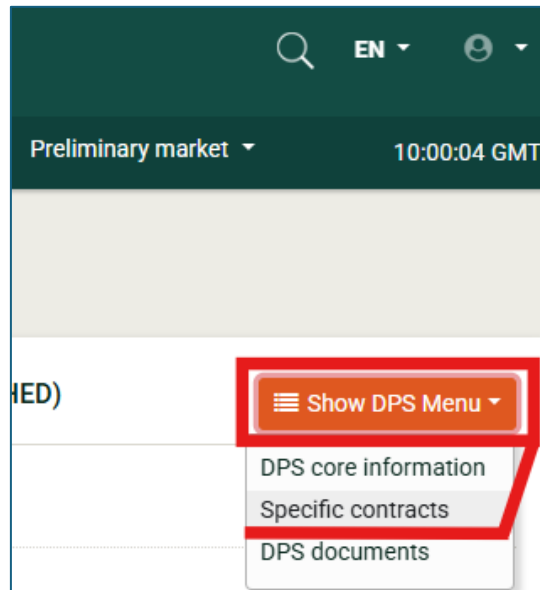 EN
Preliminary market
10:00:04 GMT
HED)
Show DPS Menu
DPS core information
Specific contracts
DPS documents